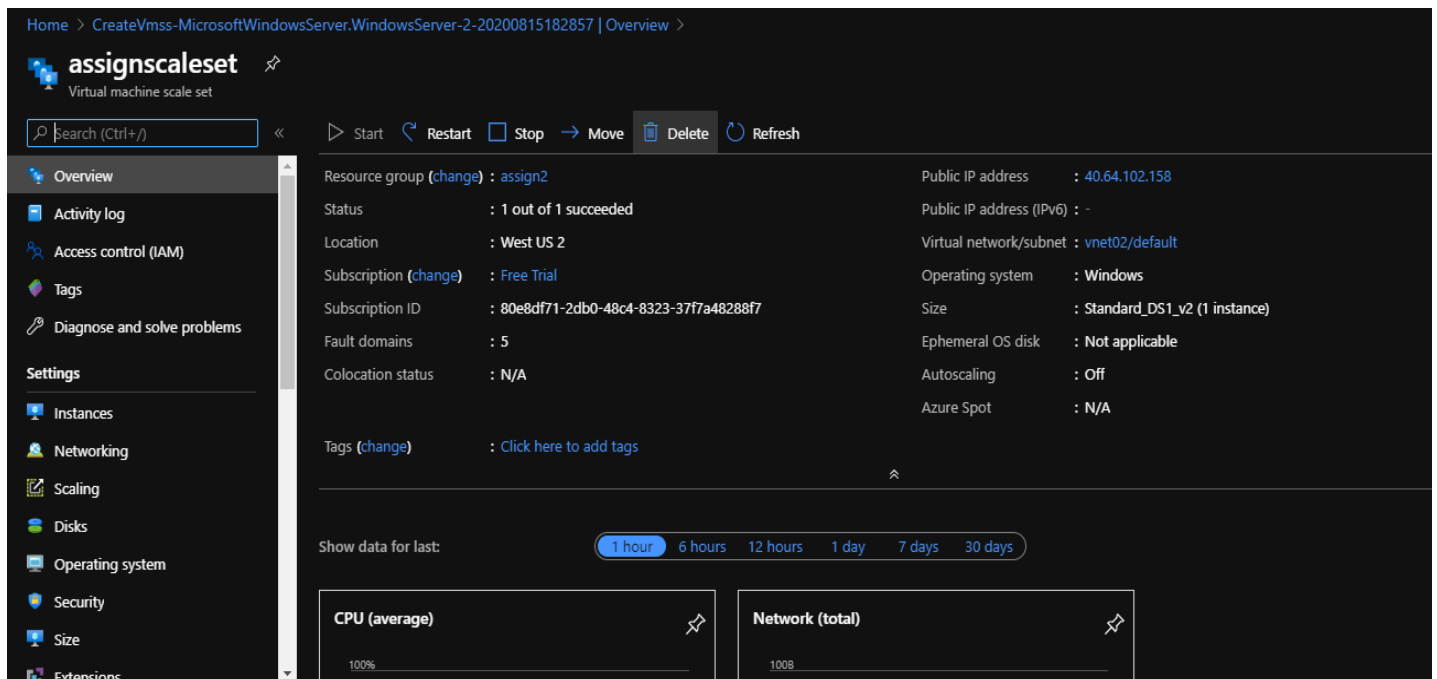 Home > CreateVmss-MicrosoftWindowsServer.WindowsServer-2-20200815182857 | Overview >
assignscaleset
Virtual machine scale set
Search (Ctrl+/)
«
Start
Restart
Stop
Move
Delete
Refresh
Overview
Activity log
Access control (IAM)
Tags
Diagnose and solve problems
Settings
Instances
Networking
Scaling
Disks
Operating system
Security
Size
Extensions
Resource group (change) : assign2
Status : 1 out of 1 succeeded
Location : West US 2
Subscription (change) : Free Trial
Subscription ID : 80e8df71-2db0-48c4-8323-37f7a48288f7
Fault domains : 5
Colocation status : N/A
Tags (change) : Click here to add tags
Public IP address : 40.64.102.158
Public IP address (IPv6) : -
Virtual network/subnet : vnet02/default
Operating system : Windows
Size : Standard_DS1_v2 (1 instance)
Ephemeral OS disk : Not applicable
Autoscaling : Off
Azure Spot : N/A
Show data for last: 1 hour 6 hours 12 hours 1 day 7 days 30 days
CPU (average)
100%
Network (total)
100B